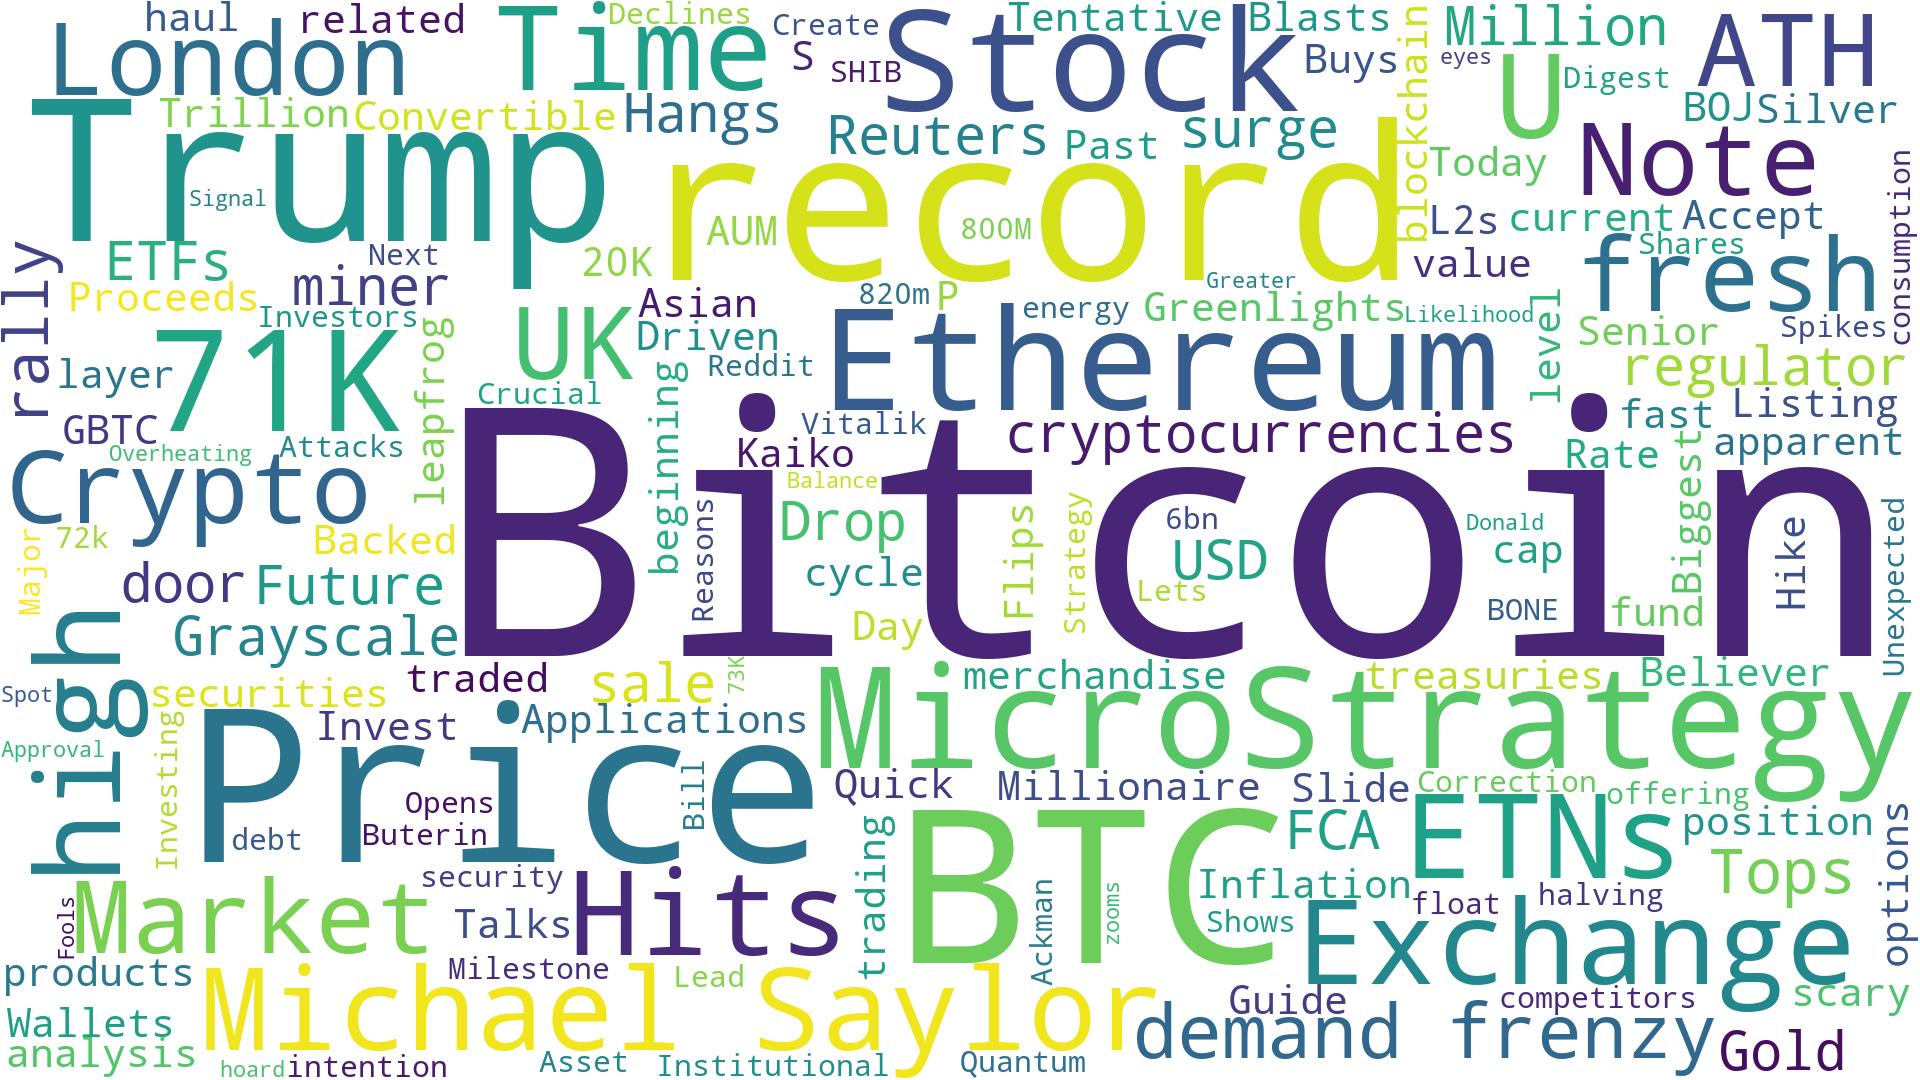 haul
related
London
Time
Declines
Create
S
SHIB
Stock
Tentative
Blasts
Buys
blockchain
Million
eyes
U
Digest
ATH
BOJ
Silver
Trump
Trillion
Convertible
Hangs
Signal
record
Reuters
Past
surge
Today
Note
consumption
AUM
800M
20K
L2s
current
Accept
value
Shares
fresh
rally
ETFs
Next
miner
Proceeds
Investors
Asian
Driven
UK
820m
P
energy
Greater
Greenlights
Likelihood
level
Senior
Spikes
regulator
71K
layer
leapfrog
Crucial
beginning
Reddit
Ethereum
Vitalik
Kaiko
cryptocurrencies
fast
Listing
Rate
apparent
Biggest
GBTC
Overheating
Attacks
Crypto
Bitcoin
Balance
Drop
Reasons
cycle
Day
Flips
Strategy
6bn
USD
Lets
Donald
cap
BONE
fund
Hike
Unexpected
Major
72k
Backed
door
Future
high
Grayscale
Spot
securities
traded
sale
73K
merchandise
treasuries
Believer
Approval
Investing
Invest
Applications
MicroStrategy
Price
Opens
Buterin
debt
Bill
Quick
Millionaire
Slide
Correction
offering
BTC
FCA
ETNs
position
options
Tops
security
Market
Fools
Talks
Hits
trading
Ackman
zooms
Inflation
Shows
float
halving
Exchange
products
Milestone
Lead
Michael Saylor
Guide
competitors
scary
Wallets
analysis
hoard
intention
Asset
Institutional
Quantum
demand frenzy
Gold